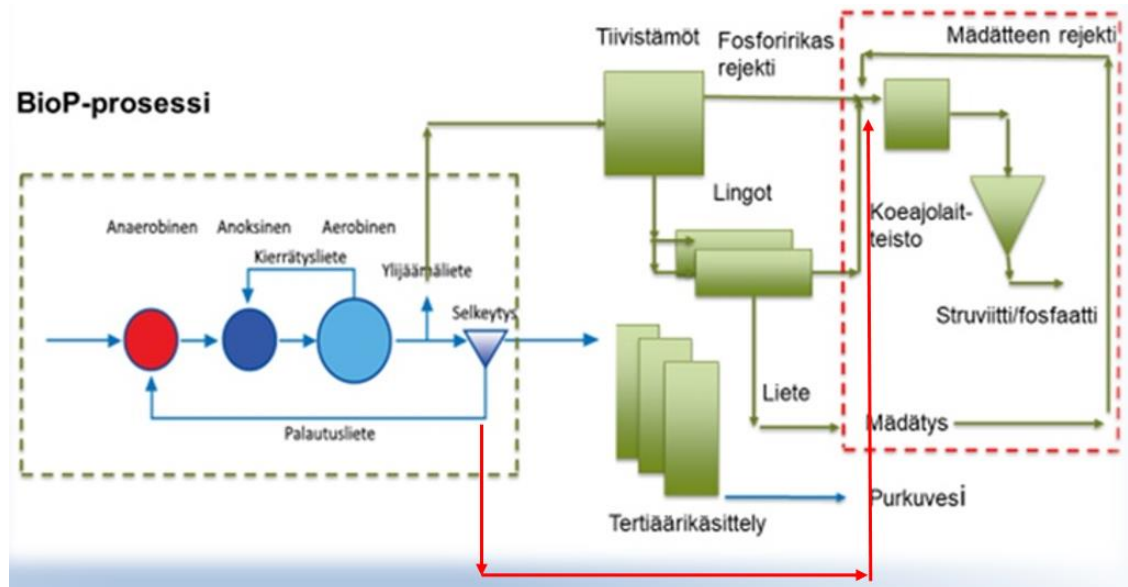 BioP-prosessi
Tiivistämöt
Fosforirikas
rejekti
Mädätteen rejekti
Lingot
Anaerobinen
Anoksinen
Aerobinen
Kierrätysliete
Ylijäämäliete
Selkeytys
Palautusliete
Koeajolait-
teisto
Struviitti/fosfaatti
Liete
Mädätys
Purkuvesi
Tertiäärikäsittely